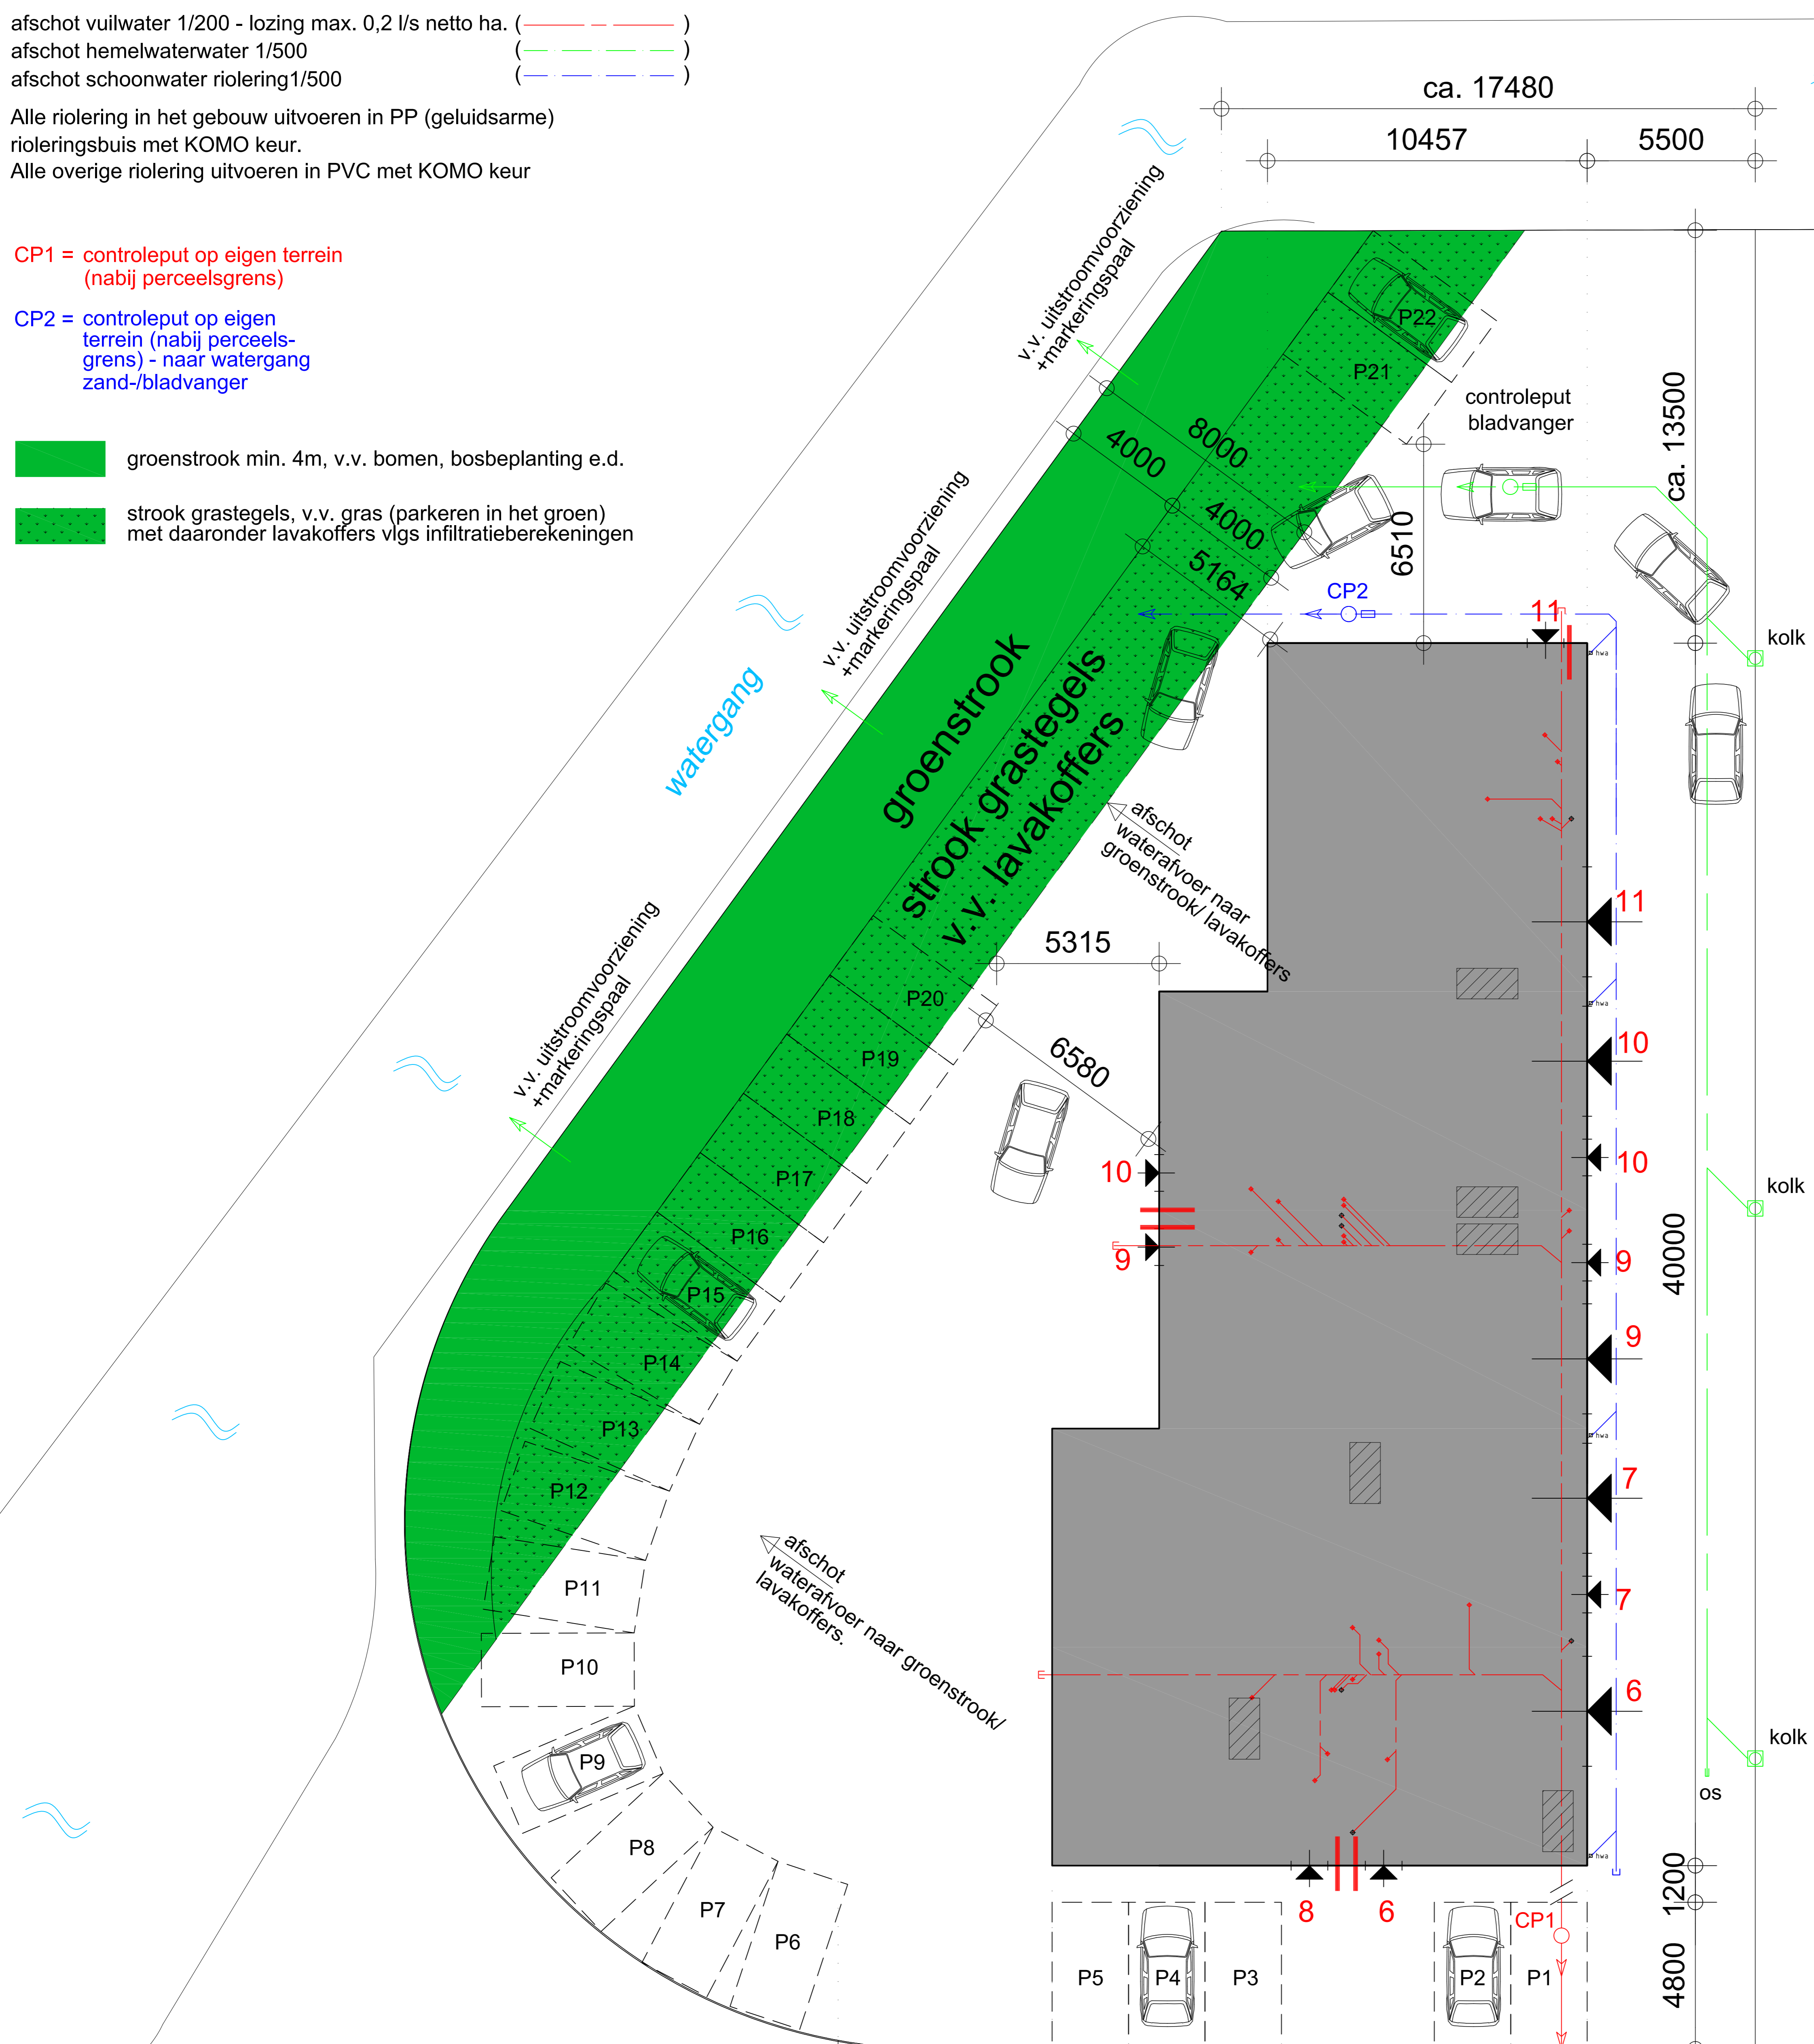 afschot vuilwater 1/200 - lozing max. 0,2 l/s netto ha. ( )
afschot hemelwaterwater 1/500 ( )
afschot schoonwater riolering1/500 ( )
Alle riolering in het gebouw uitvoeren in PP (geluidsarme)
rioleringsbuis met KOMO keur.
Alle overige riolering uitvoeren in PVC met KOMO keur
CP1 = controleput op eigen terrein
(nabij perceelsgrens)
CP2 = controleput op eigen
terrein (nabij perceels-
grens) - naar watergang
zand-/bladvanger
groenstrook min. 4m, v.v. bomen, bosbeplanting e.d.
strook grastegels, v.v. gras (parkeren in het groen)
met daaronder lavakoffers vlgs infiltratieberekeningen
ca. 17480
10457
5500
v.v. uitstroomvoorziening
+markeringspaal
P22
P21
controleput
bladvanger
ca. 13500
8000
4000
4000
5164
6510
CP2
11
hwa
kolk
v.v. uitstroomvoorziening
+markeringspaal
watergang
groenstrook
strook grastegels
v.v. lavakoffers
afschot
waterafvoer naar
groenstrook/ lavakoffers
11
5315
hwa
v.v. uitstroomvoorziening
+markeringspaal
P20
P19
P18
P17
P16
P15
P14
P13
P12
P11
P10
P9
P8
P7
P6
6580
10
10
10
kolk
9
9
400000
9
hwa
7
7
afschot
waterafvoer naar groenstrook/
lavakoffers.
6
kolk
os
hwa
1200
8
6
CP1
4800
P5
P4
P3
P2
P1